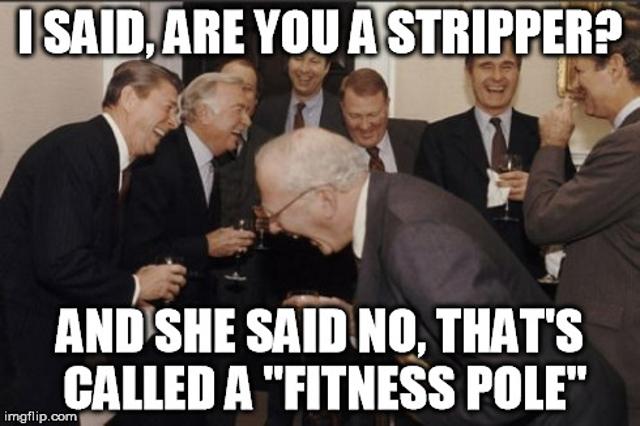 I SAID, ARE YOU A STRIPPER?
AND SHE SAID NO, THAT'S
CALLED A "FITNESS POLE"
imgflip.com